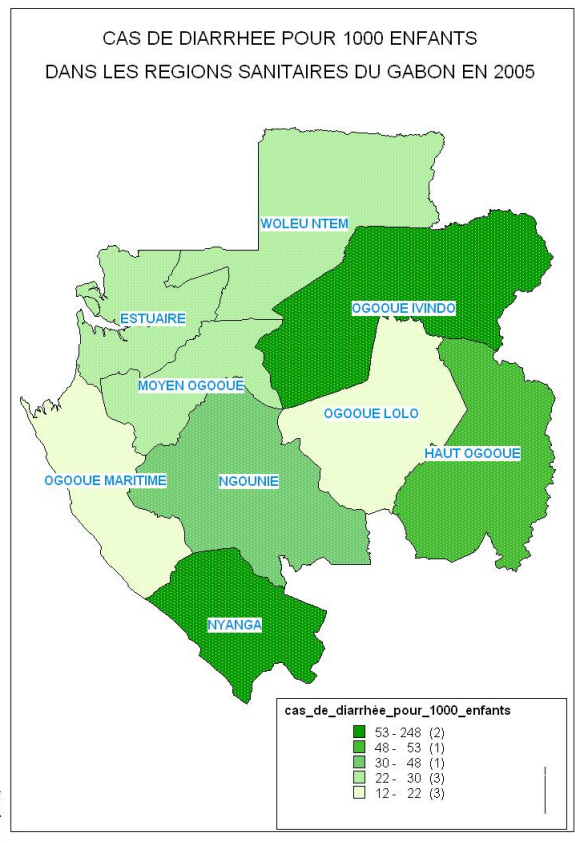 CAS DE DIARRHEE POUR 1000 ENFANTS
DANS LES REGIONS SANITAIRES DU GABON EN 2005
WOLEU NTEM
OGOOUE IVINDO
ESTUAIRE
MOYEN OGOOUE
OGOOUE LOLO
HAUT OGOOUE
OGOOUE MARITIME
NGOUNIE
NYANGA
cas_de_diarrhée_pour_1000_enfants
53 - 248 (2)
48 - 53 (1)
30 - 48 (1)
22 - 30 (3)
12 - 22 (3)